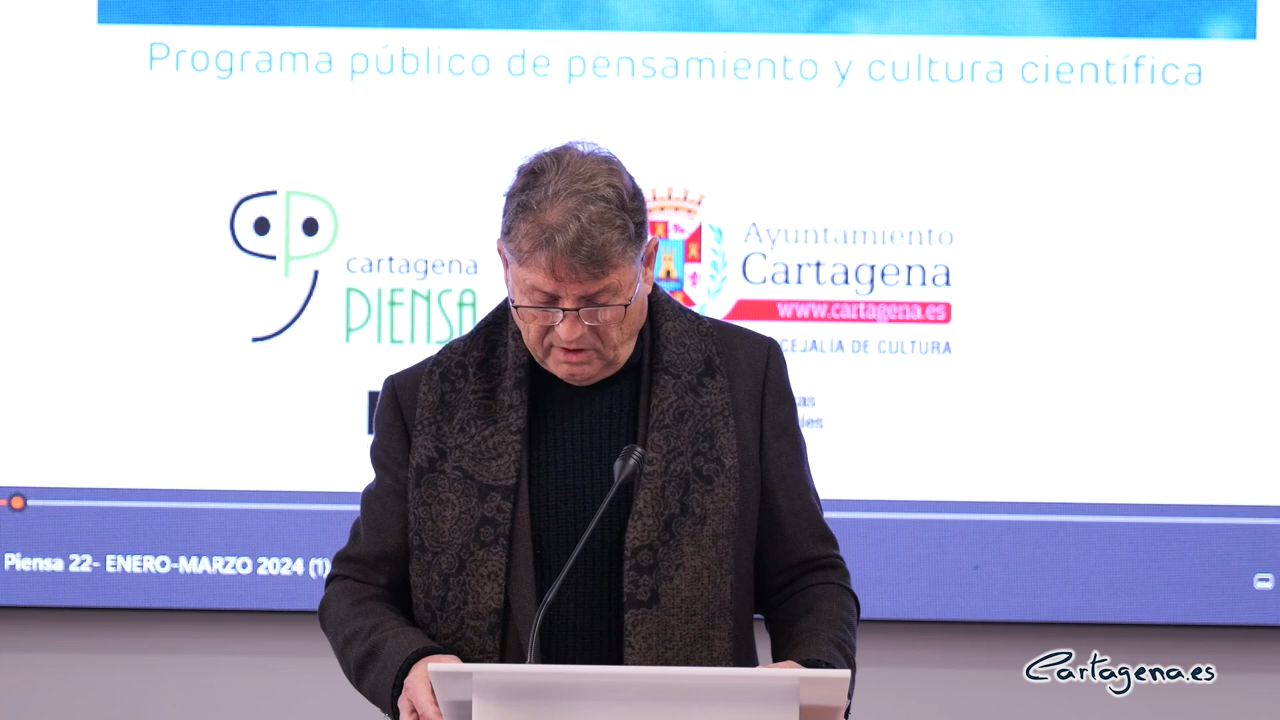 Programa público de pensamiento y cultura científica
cartagena
PIENSA
Ayuntamiento
Cartagena
www.cartagena.es
CEJALÍA DE CULTURA
Piensa 22- ENERO-MARZO 2024 (1)
Cartagena.es